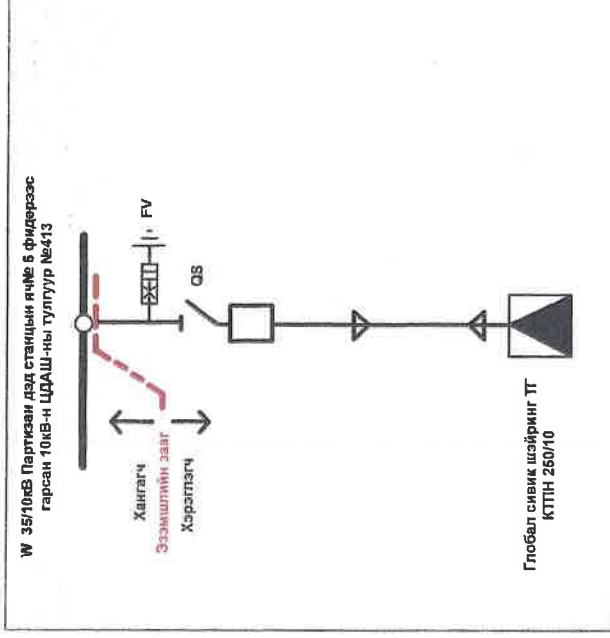 W 35/10кВ Партизан дэд станцын яч№ 6 фидерээс
гарсан 10кВ-н ЦДАШ-ны тулгуур №413
FV
QS
Хангагч
Эзэмшлийн зааг
Хэрэглэгч
Глобал сивик шэйринг ТГ
КТПН 250/10